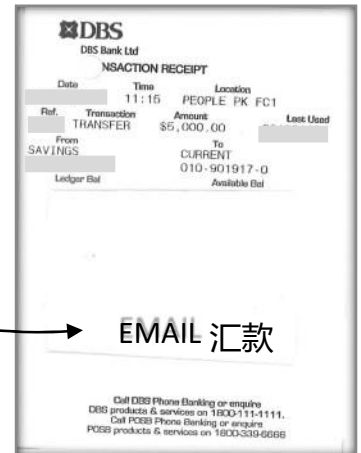 DBS
DBS Bank Ltd
NSACTION RECEIPT
Date Time Location
11:15 PEOPLE PK FC1
Ref. Transaction Amount Last Used
TRANSFER $5,000.00
From To
SAVINGS CURRENT
010-901917-0
Ledger Bal Available Bal
EMAIL 汇款
Call DBS Phone Banking or enquire
DBS products & services on 1800-111-1111.
Call POSB Phone Banking or enquire
POSB products & services on 1800-339-6666